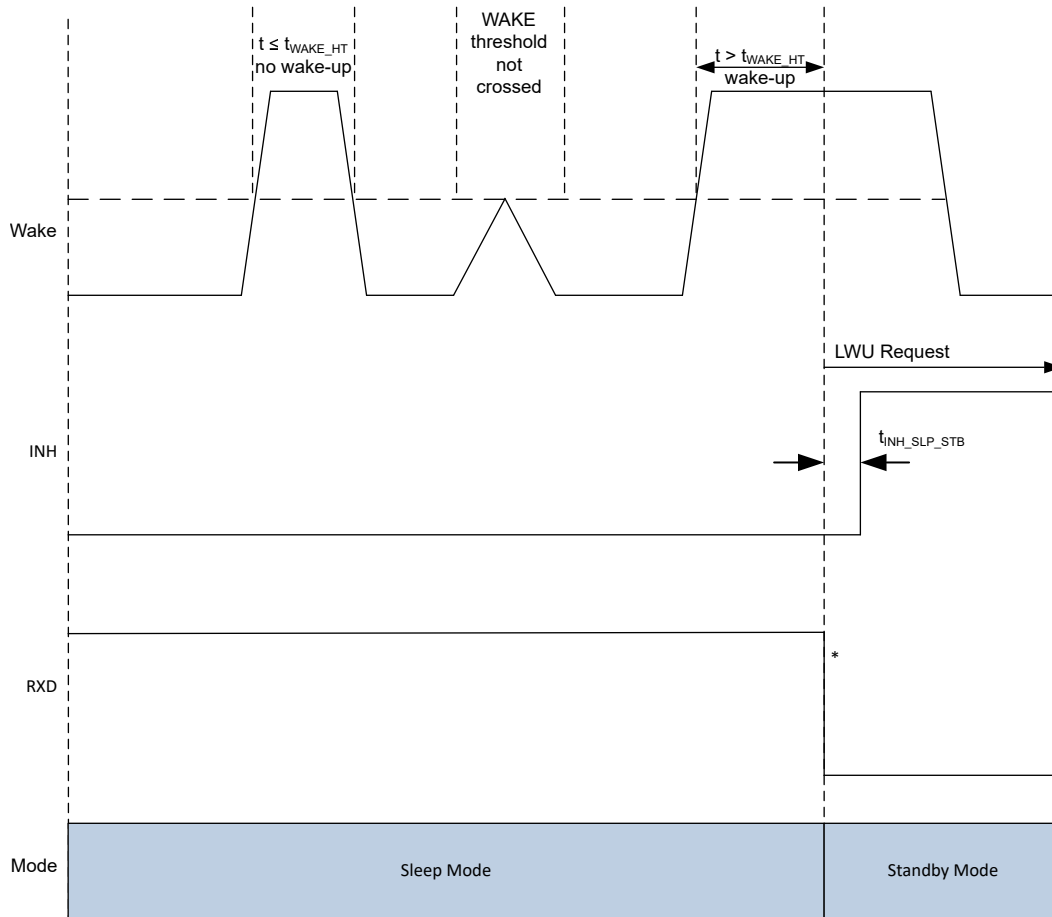 t ≤ tWAKE_HT
no wake-up
WAKE
threshold
not
crossed
t > tWAKE_HT
wake-up
Wake
LWU Request
INH
tINH_SLP_STB
*
RXD
Mode
Sleep Mode
Standby Mode